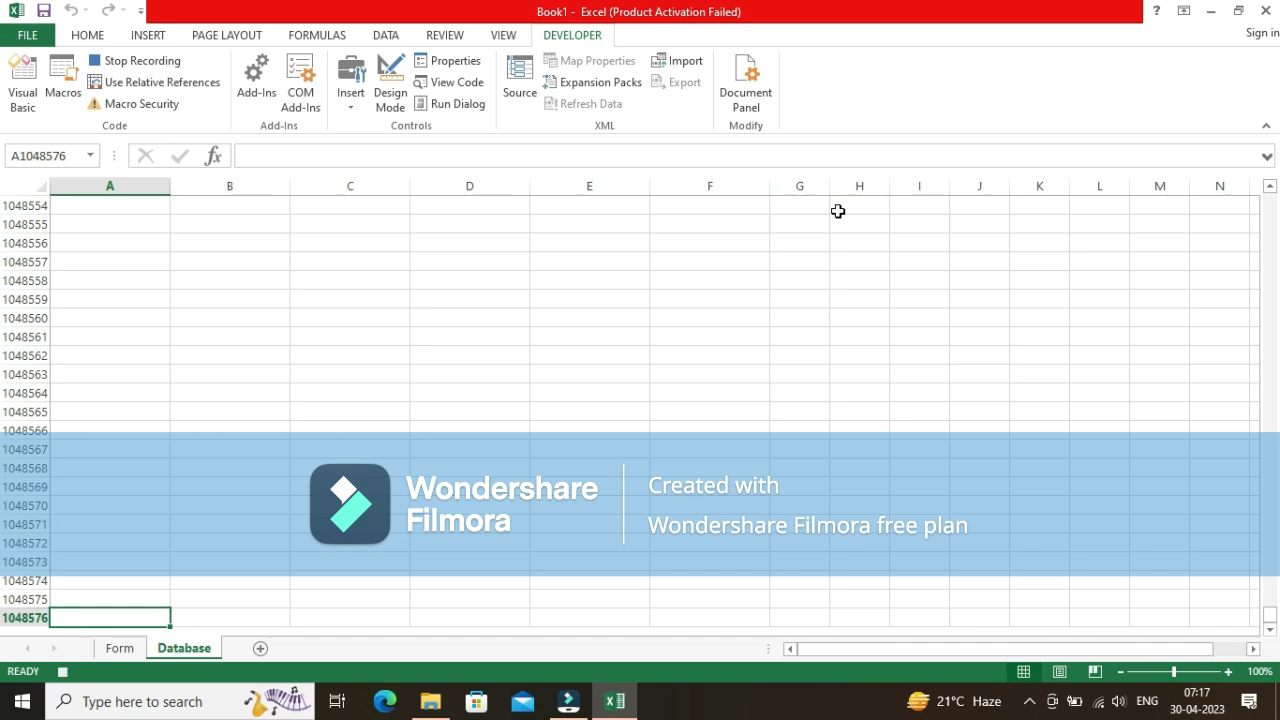 Book1 - Excel (Product Activation Failed)
?
FILE HOME INSERT PAGE LAYOUT FORMULAS DATA REVIEW VIEW DEVELOPER Sign in
Visual Basic
Macros
Stop Recording
Use Relative References
Macro Security
Code
Add-Ins
COM Add-Ins
Add-Ins
Insert
Design Mode
Properties
View Code
Run Dialog
Controls
Source
Map Properties
Expansion Packs
Refresh Data
Import
Export
XML
Document Panel
Modify
A1048576
fx
A B C D E F G H I J K L M N
1048554
1048555
1048556
1048557
1048558
1048559
1048560
1048561
1048562
1048563
1048564
1048565
1048566
1048567
1048568
1048569
1048570
1048571
1048572
1048573
1048574
1048575
1048576
Wondershare
Filmora
Created with
Wondershare Filmora free plan
Form Database
READY 100%
Type here to search
21°C Haze
ENG
07:17
30-04-2023